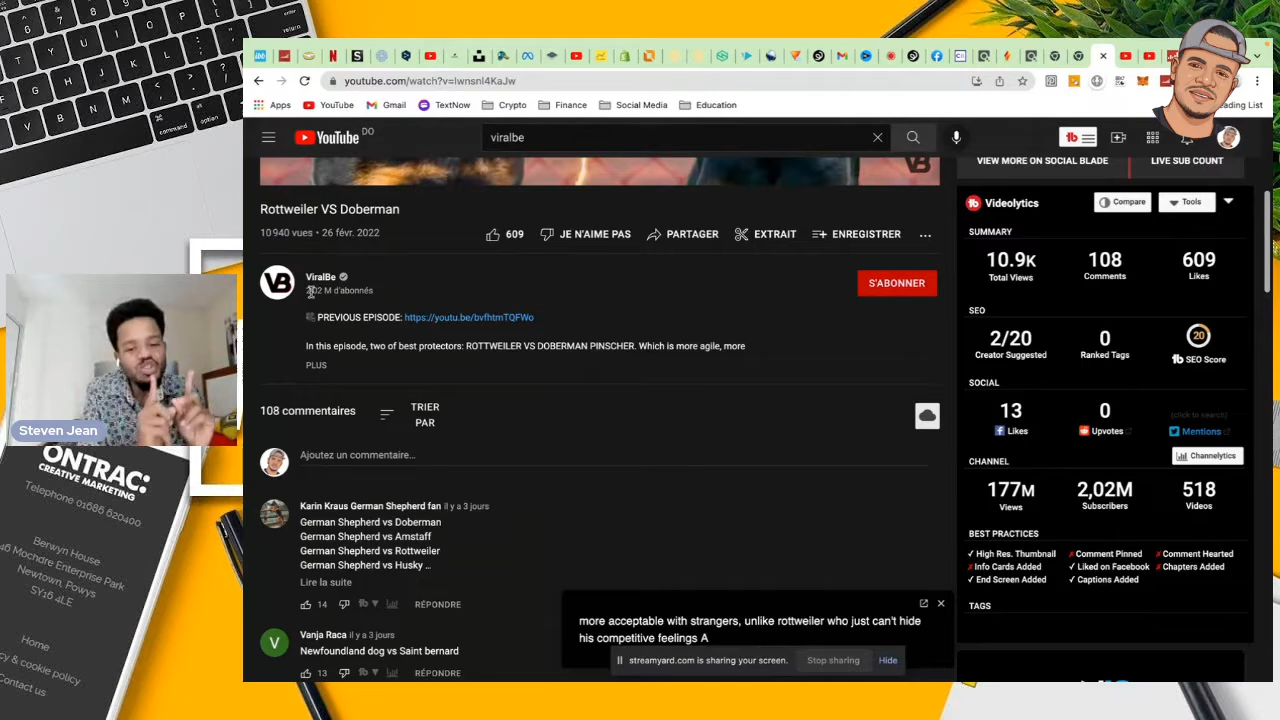 youtube.com/watch?v=lwnsnl4KaJw
Apps
YouTube
Gmail
TextNow
Crypto
Finance
Social Media
Education
YouTube DO
viralbe
VIEW MORE ON SOCIAL BLADE
LIVE SUB COUNT
Rottweiler VS Doberman
10 940 vues • 26 févr. 2022
609
JE N'AIME PAS
PARTAGER
EXTRAIT
ENREGISTRER
VB
ViralBe
M d'abonnés
S'ABONNER
PREVIOUS EPISODE: https://youtu.be/bvfhtmTQFWo
In this episode, two of best protectors: ROTTWEILER VS DOBERMAN PINSCHER. Which is more agile, more
PLUS
108 commentaires
TRIER
PAR
Ajoutez un commentaire...
Karin Kraus German Shepherd fan il y a 3 jours
German Shepherd vs Doberman
German Shepherd vs Amstaff
German Shepherd vs Rottweiler
German Shepherd vs Husky ...
Lire la suite
14
RÉPONDRE
V
Vanja Raca il y a 3 jours
Newfoundland dog vs Saint bernard
13
RÉPONDRE
tb Videolytics
Compare
Tools
SUMMARY
10.9K
Total Views
108
Comments
609
Likes
SEO
2/20
Creator Suggested
0
Ranked Tags
20
tb SEO Score
SOCIAL
13
Likes
0
Upvotes
(click to search)
Mentions
CHANNEL
Channelytics
177M
Views
2,02M
Subscribers
518
Videos
BEST PRACTICES
✓ High Res. Thumbnail
✗ Comment Pinned
✗ Comment Hearted
✗ Info Cards Added
✓ Liked on Facebook
✗ Chapters Added
✓ End Screen Added
✓ Captions Added
TAGS
more acceptable with strangers, unlike rottweiler who just can't hide
his competitive feelings A
streamyard.com is sharing your screen.
Stop sharing
Hide
Steven Jean
ONTRAC:
CREATIVE MARKETING
Telephone 01686 620400
Berwyn House
46 Mochdre Enterprise Park
Newtown, Powys
SY16 4LE
Home
cy & cookie policy
Contact us
command
option